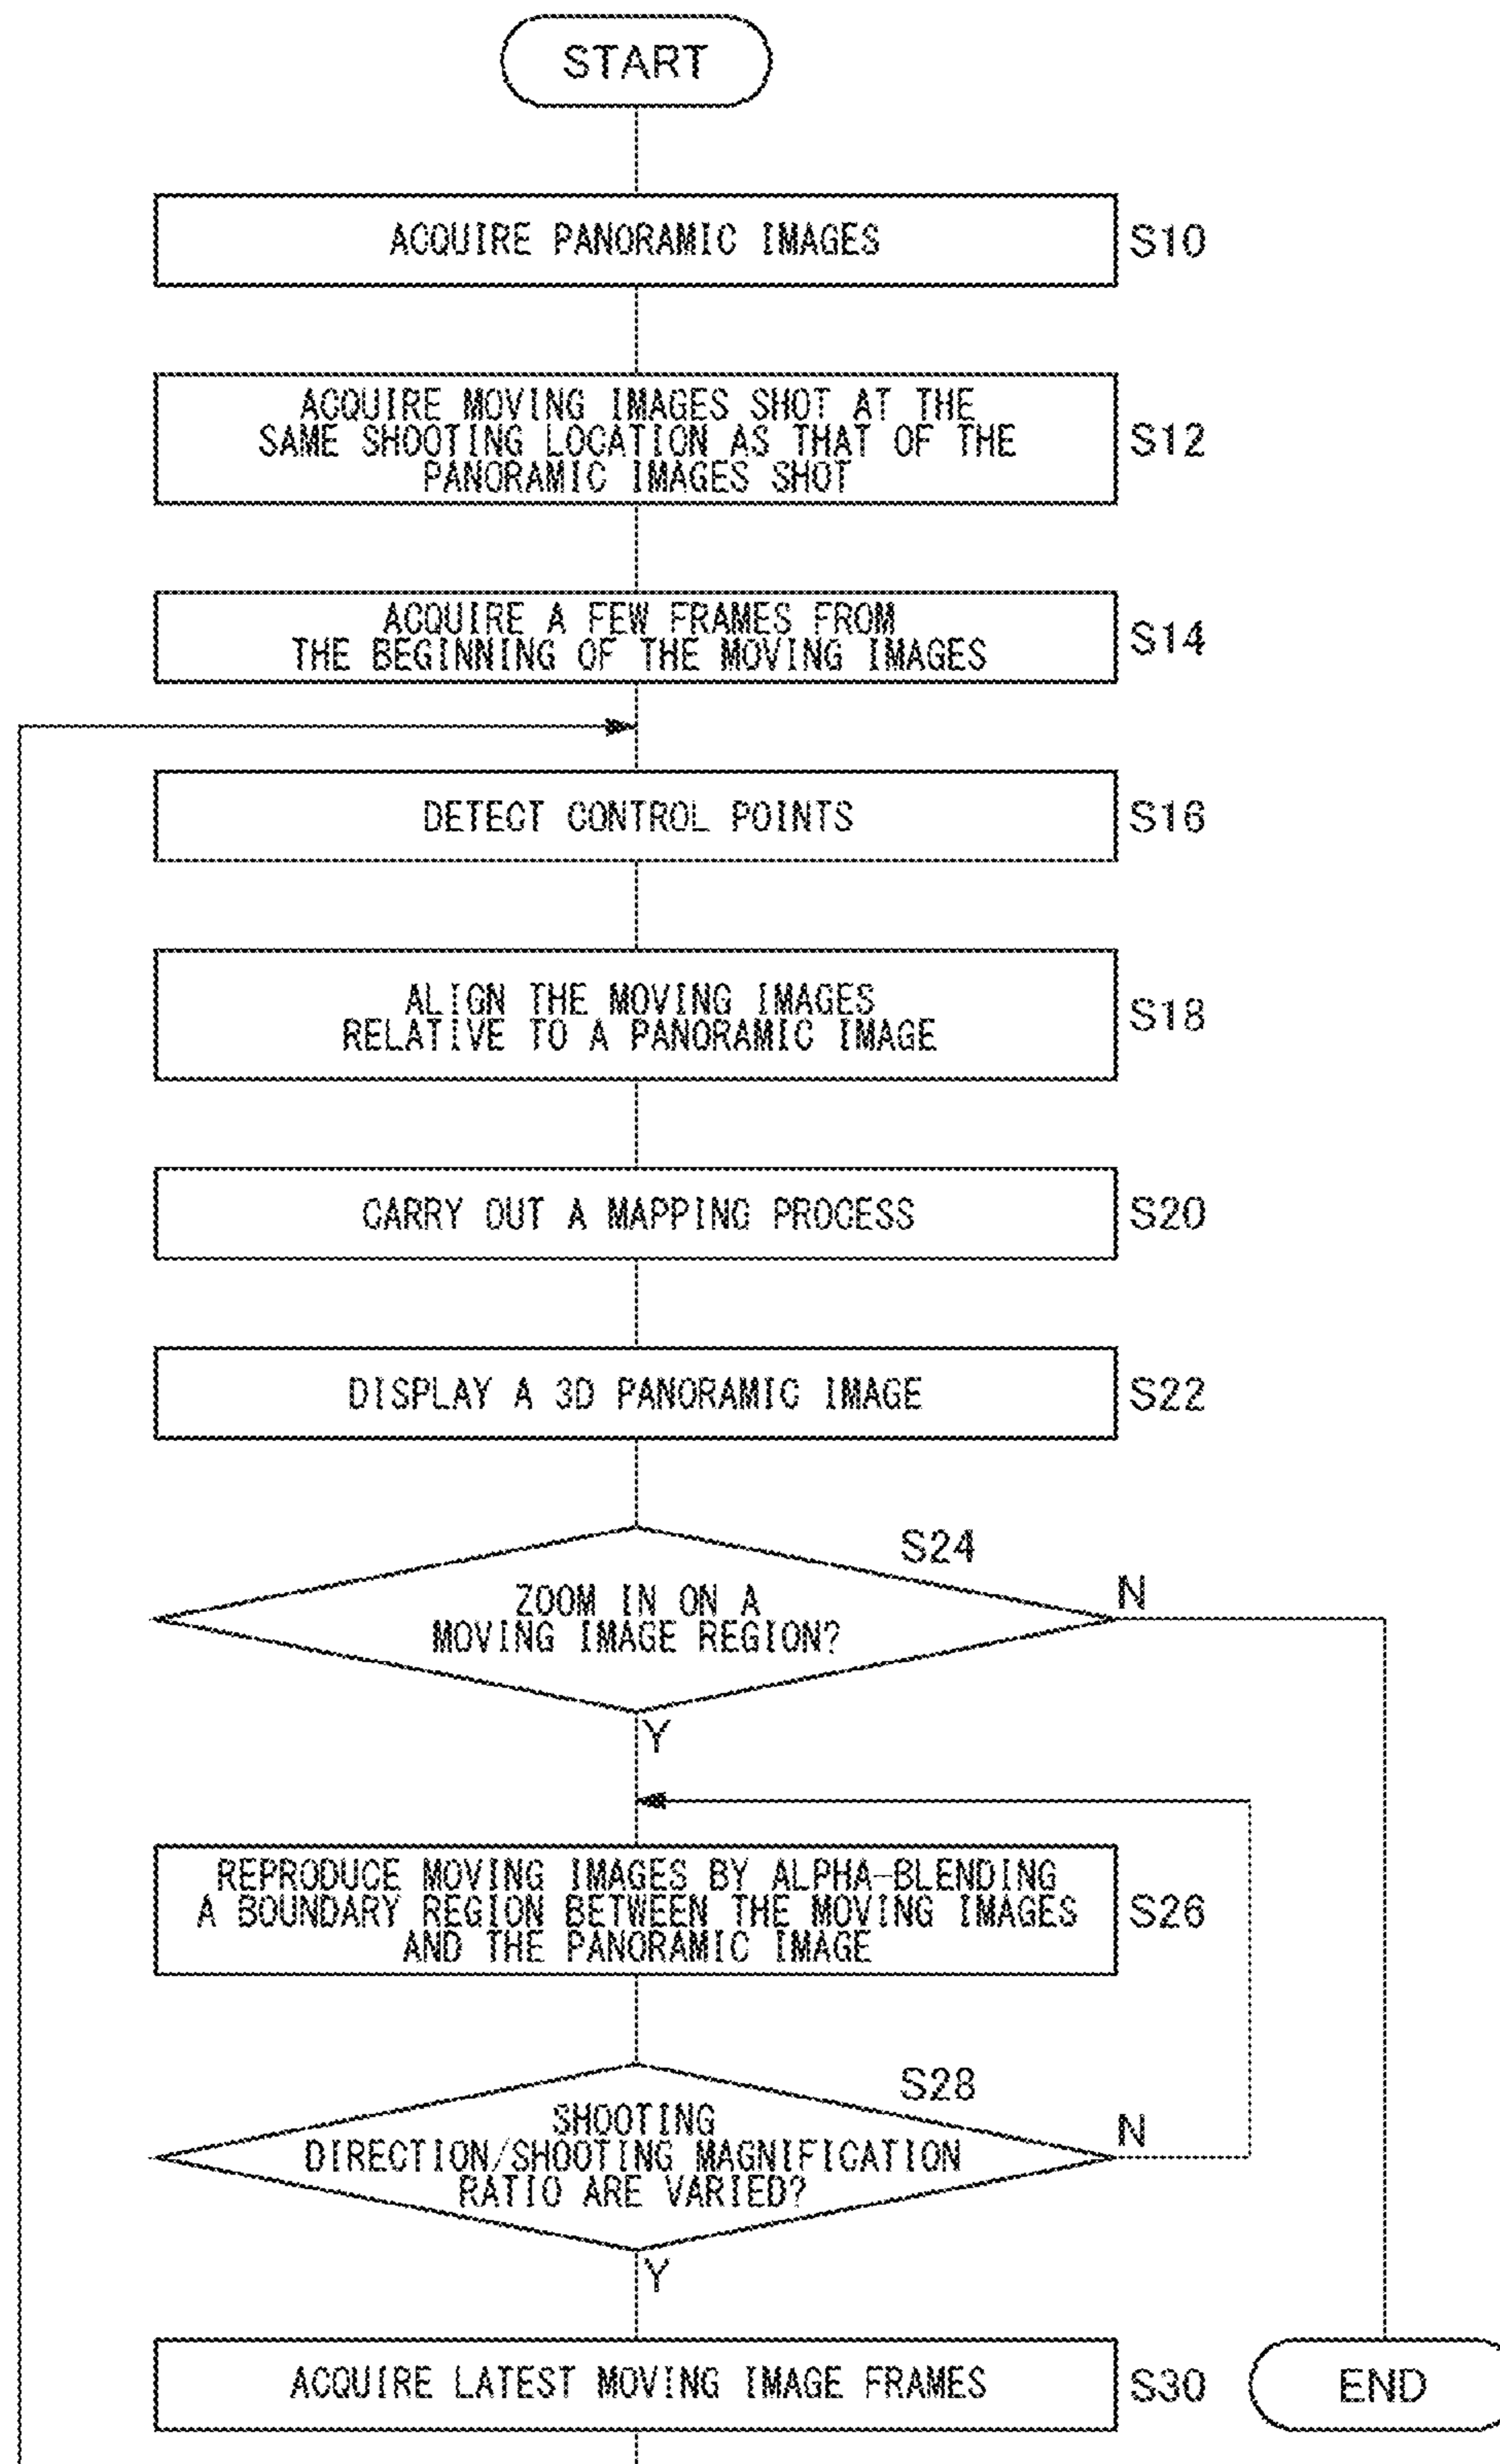 START
ACQUIRE PANORAMIC IMAGES
S10
ACQUIRE MOVING IMAGES SHOT AT THE
SAME SHOOTING LOCATION AS THAT OF THE
PANORAMIC IMAGES SHOT
S12
ACQUIRE A FEW FRAMES FROM
THE BEGINNING OF THE MOVING IMAGES
S14
DETECT CONTROL POINTS
S16
ALIGN THE MOVING IMAGES
RELATIVE TO A PANORAMIC IMAGE
S18
CARRY OUT A MAPPING PROCESS
S20
DISPLAY A 3D PANORAMIC IMAGE
S22
S24
ZOOM IN ON A
MOVING IMAGE REGION?
N
Y
REPRODUCE MOVING IMAGES BY ALPHA-BLENDING
A BOUNDARY REGION BETWEEN THE MOVING IMAGES
AND THE PANORAMIC IMAGE
S26
S28
SHOOTING
DIRECTION/SHOOTING MAGNIFICATION
RATIO ARE VARIED?
N
Y
ACQUIRE LATEST MOVING IMAGE FRAMES
S30
END